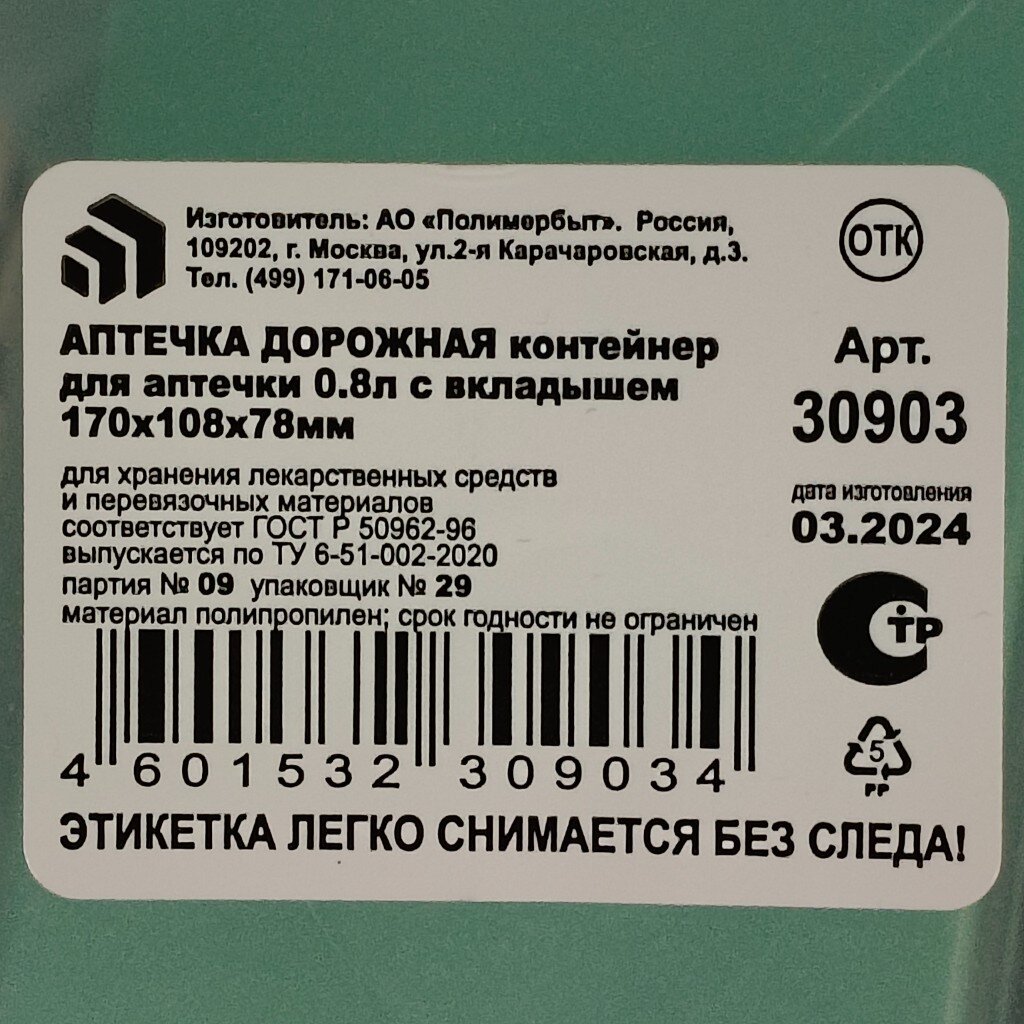 Изготовитель: АО «Полимербыт». Россия,
109202, г. Москва, ул.2-я Карачаровская, д.3.
Тел. (499) 171-06-05
ОТК
АПТЕЧКА ДОРОЖНАЯ контейнер
для аптечки 0.8л с вкладышем
170х108х78мм
Арт.
30903
для хранения лекарственных средств
и перевязочных материалов
соответствует ГОСТ Р 50962-96
выпускается по ТУ 6-51-002-2020
партия № 09 упаковщик № 29
материал полипропилен; срок годности не ограничен
дата изготовления
03.2024
СТР
4 601532 309034
5
PP
ЭТИКЕТКА ЛЕГКО СНИМАЕТСЯ БЕЗ СЛЕДА!